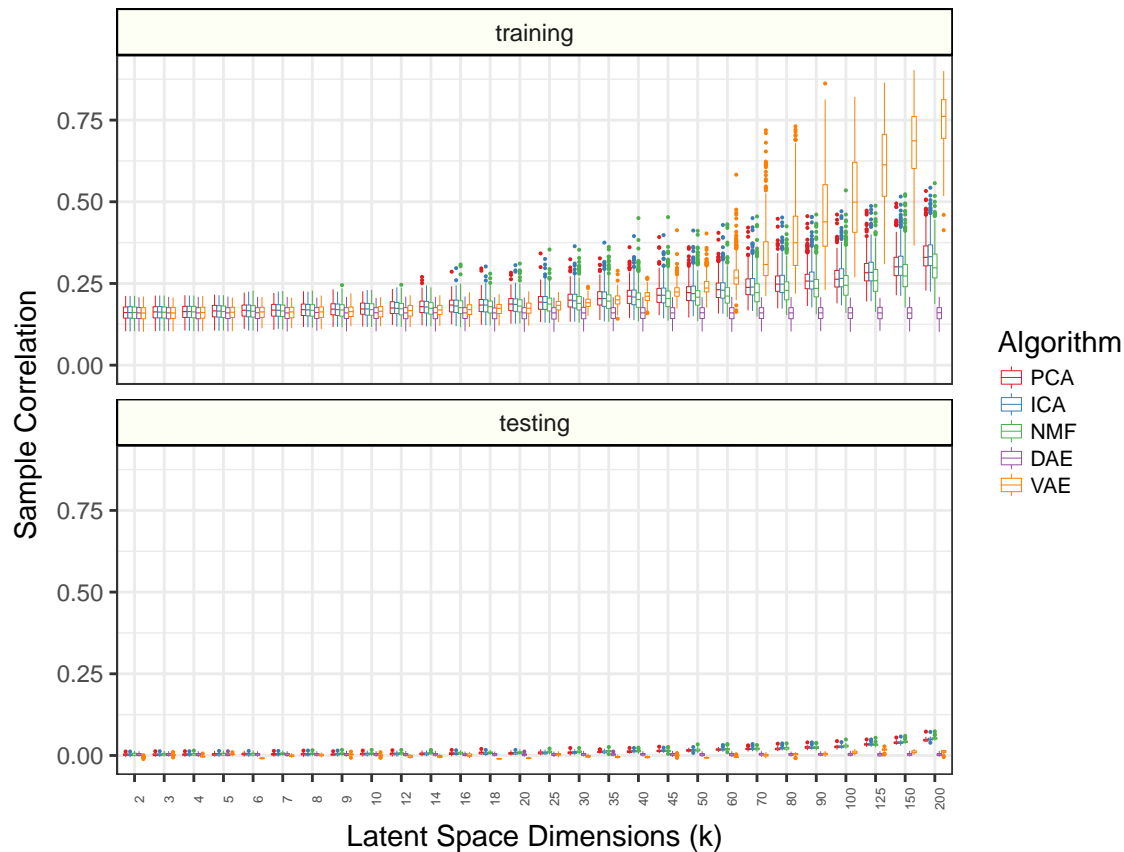 training
0.75
0.50
0.25
0.00
testing
0.75
0.50
0.25
0.00
Sample Correlation
2 3 4 5 6 7 8 9 10 12 14 16 18 20 25 30 35 40 45 50 60 70 80 90 100 125 150 200
Latent Space Dimensions (k)
Algorithm
PCA
ICA
NMF
DAE
VAE